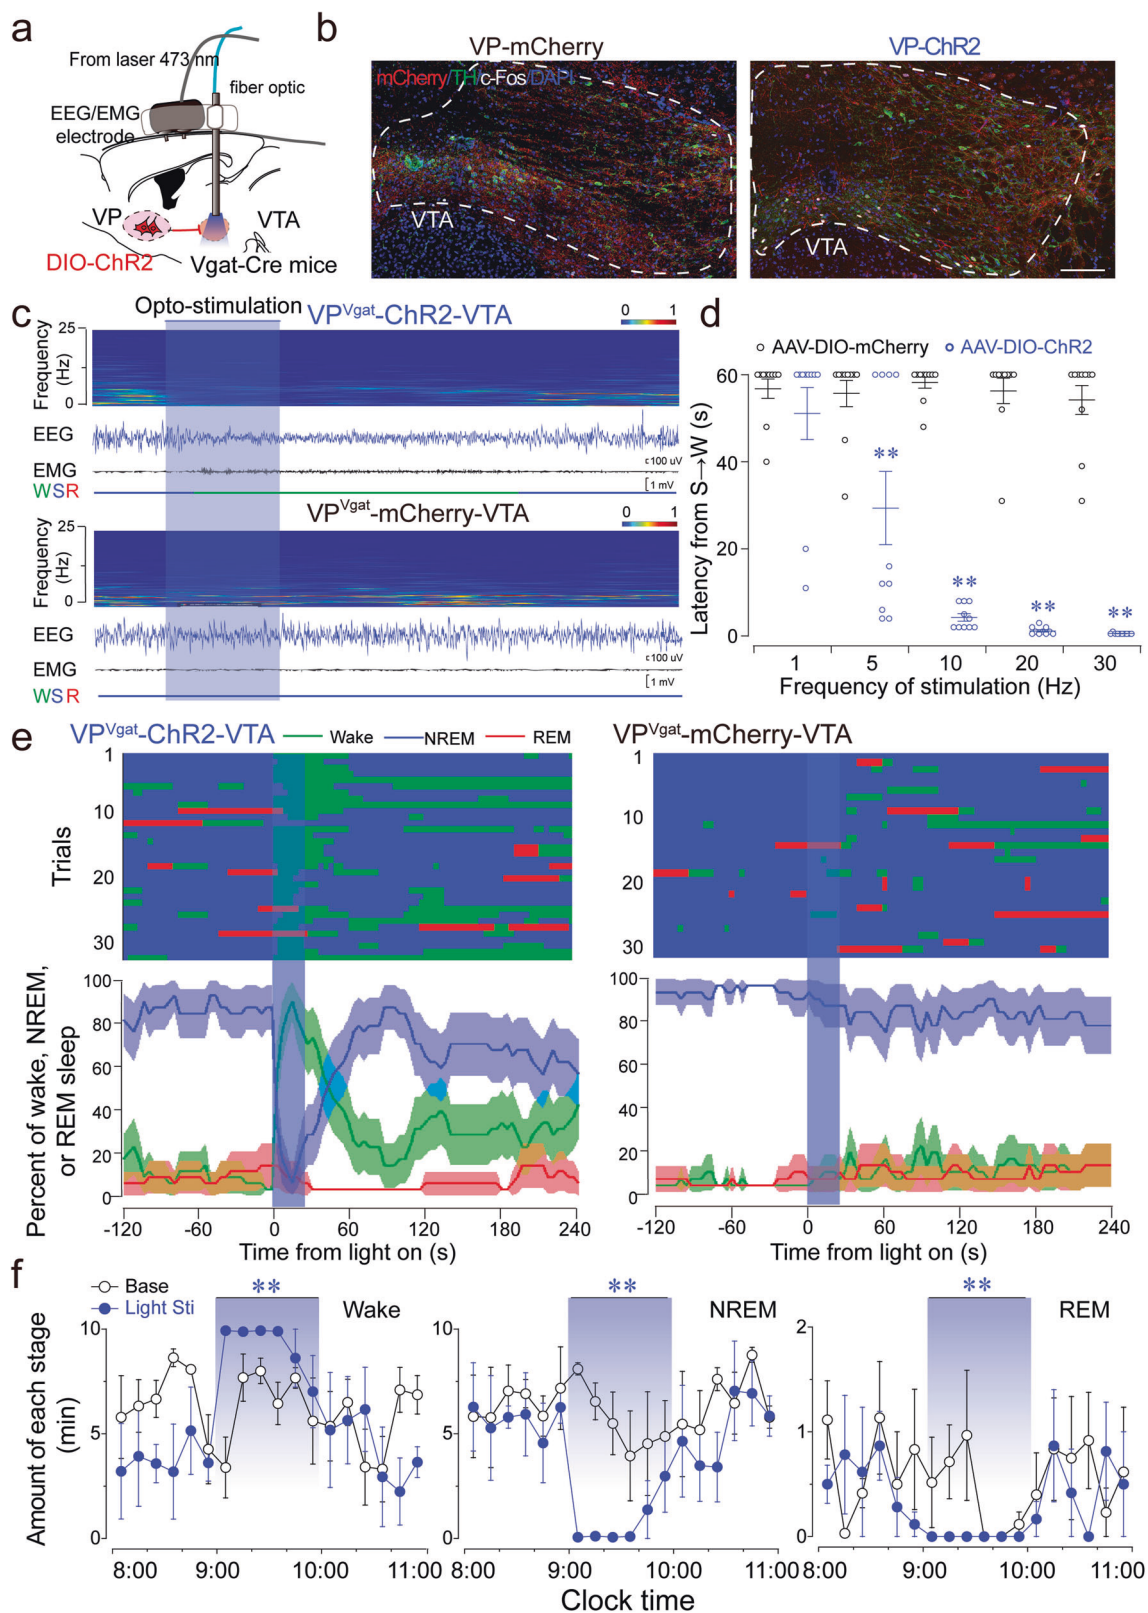 a
From laser 473 nm
fiber optic
EEG/EMG
electrode
VP
VTA
DIO-ChR2
Vgat-Cre mice
b
VP-mCherry
VP-ChR2
mCherry/TH/c-Fos/DAPI
VTA
VTA
c
Opto-stimulation
VP^Vgat-ChR2-VTA
0 1
25
Frequency
(Hz)
0
EEG
100 uV
EMG
1 mV
WSR
VP^Vgat-mCherry-VTA
0 1
25
Frequency
(Hz)
0
EEG
100 uV
EMG
1 mV
WSR
d
AAV-DIO-mCherry
AAV-DIO-ChR2
Latency from S→W (s)
60
40
20
0
**
**
**
**
1 5 10 20 30
Frequency of stimulation (Hz)
e
VP^Vgat-ChR2-VTA
Wake
NREM
REM
VP^Vgat-mCherry-VTA
Trials
1
10
20
30
1
10
20
30
Percent of wake, NREM,
or REM sleep
100
80
60
40
20
0
-120 -60 0 60 120 180 240
Time from light on (s)
100
80
60
40
20
0
-120 -60 0 60 120 180 240
Time from light on (s)
f
Base
Light Sti
**
Wake
**
NREM
**
REM
Amount of each stage
(min)
10
5
0
8:00 9:00 10:00 11:00
10
5
0
8:00 9:00 10:00 11:00
2
1
0
8:00 9:00 10:00 11:00
Clock time